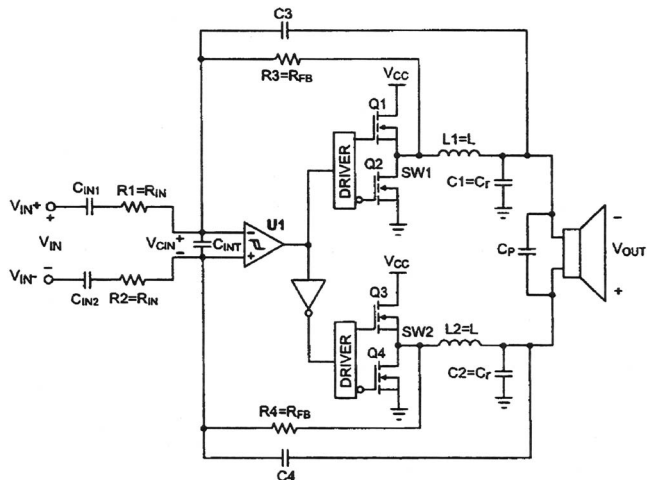 C3
R3=RFB
VCC
Q1
DRIVER
Q2
SW1
L1=L
C1=Cr
CIN1
R1=RIN
VIN+
+
VIN
VCIN
+
−
CINT
U1
−
+
CP
−
VOUT
+
VIN-
−
CIN2
R2=RIN
VCC
Q3
DRIVER
Q4
SW2
L2=L
C2=Cr
R4=RFB
C4